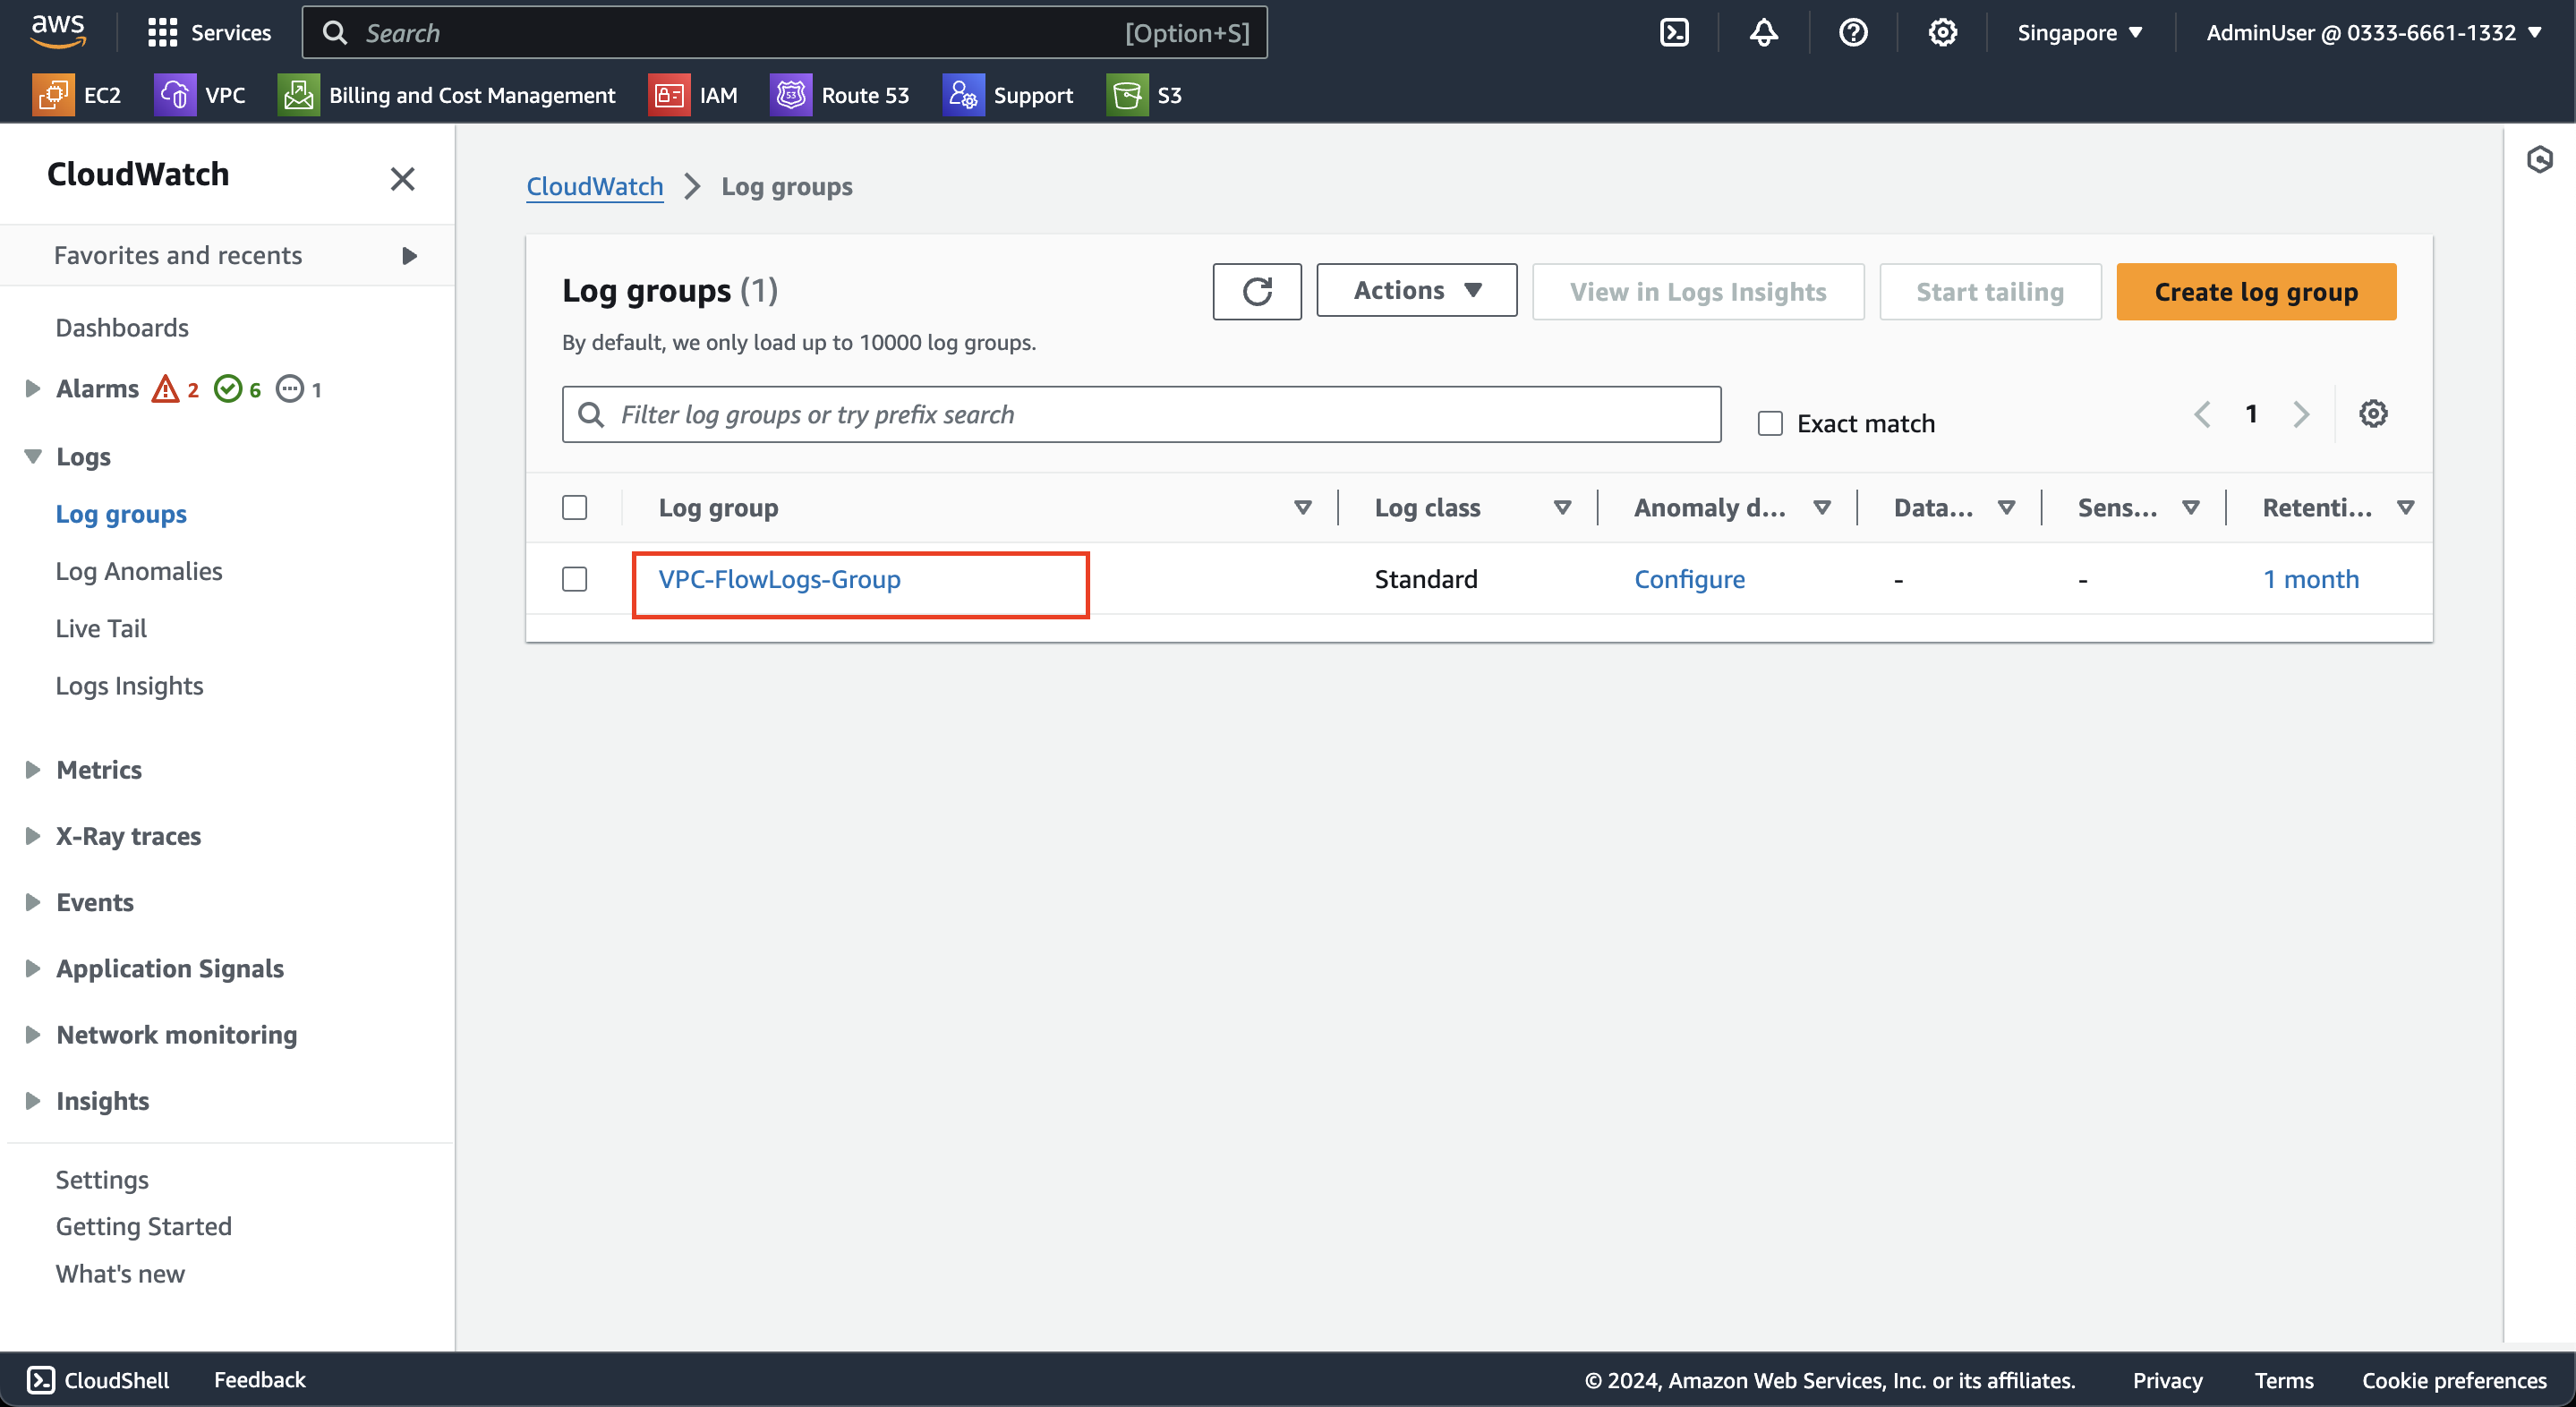 aws
Services
Search
[Option+S]
Singapore
AdminUser @ 0333-6661-1332
EC2
VPC
Billing and Cost Management
IAM
53
Route 53
Support
S3
CloudWatch
Favorites and recents
Dashboards
Alarms 2 6 1
Logs
Log groups
Log Anomalies
Live Tail
Logs Insights
Metrics
X-Ray traces
Events
Application Signals
Network monitoring
Insights
Settings
Getting Started
What's new
CloudWatch
Log groups
Log groups (1)
By default, we only load up to 10000 log groups.
Actions
View in Logs Insights
Start tailing
Create log group
Filter log groups or try prefix search
Exact match
1
Log group
Log class
Anomaly d...
Data...
Sens...
Retenti...
VPC-FlowLogs-Group
Standard
Configure
-
-
1 month
CloudShell
Feedback
© 2024, Amazon Web Services, Inc. or its affiliates.
Privacy
Terms
Cookie preferences